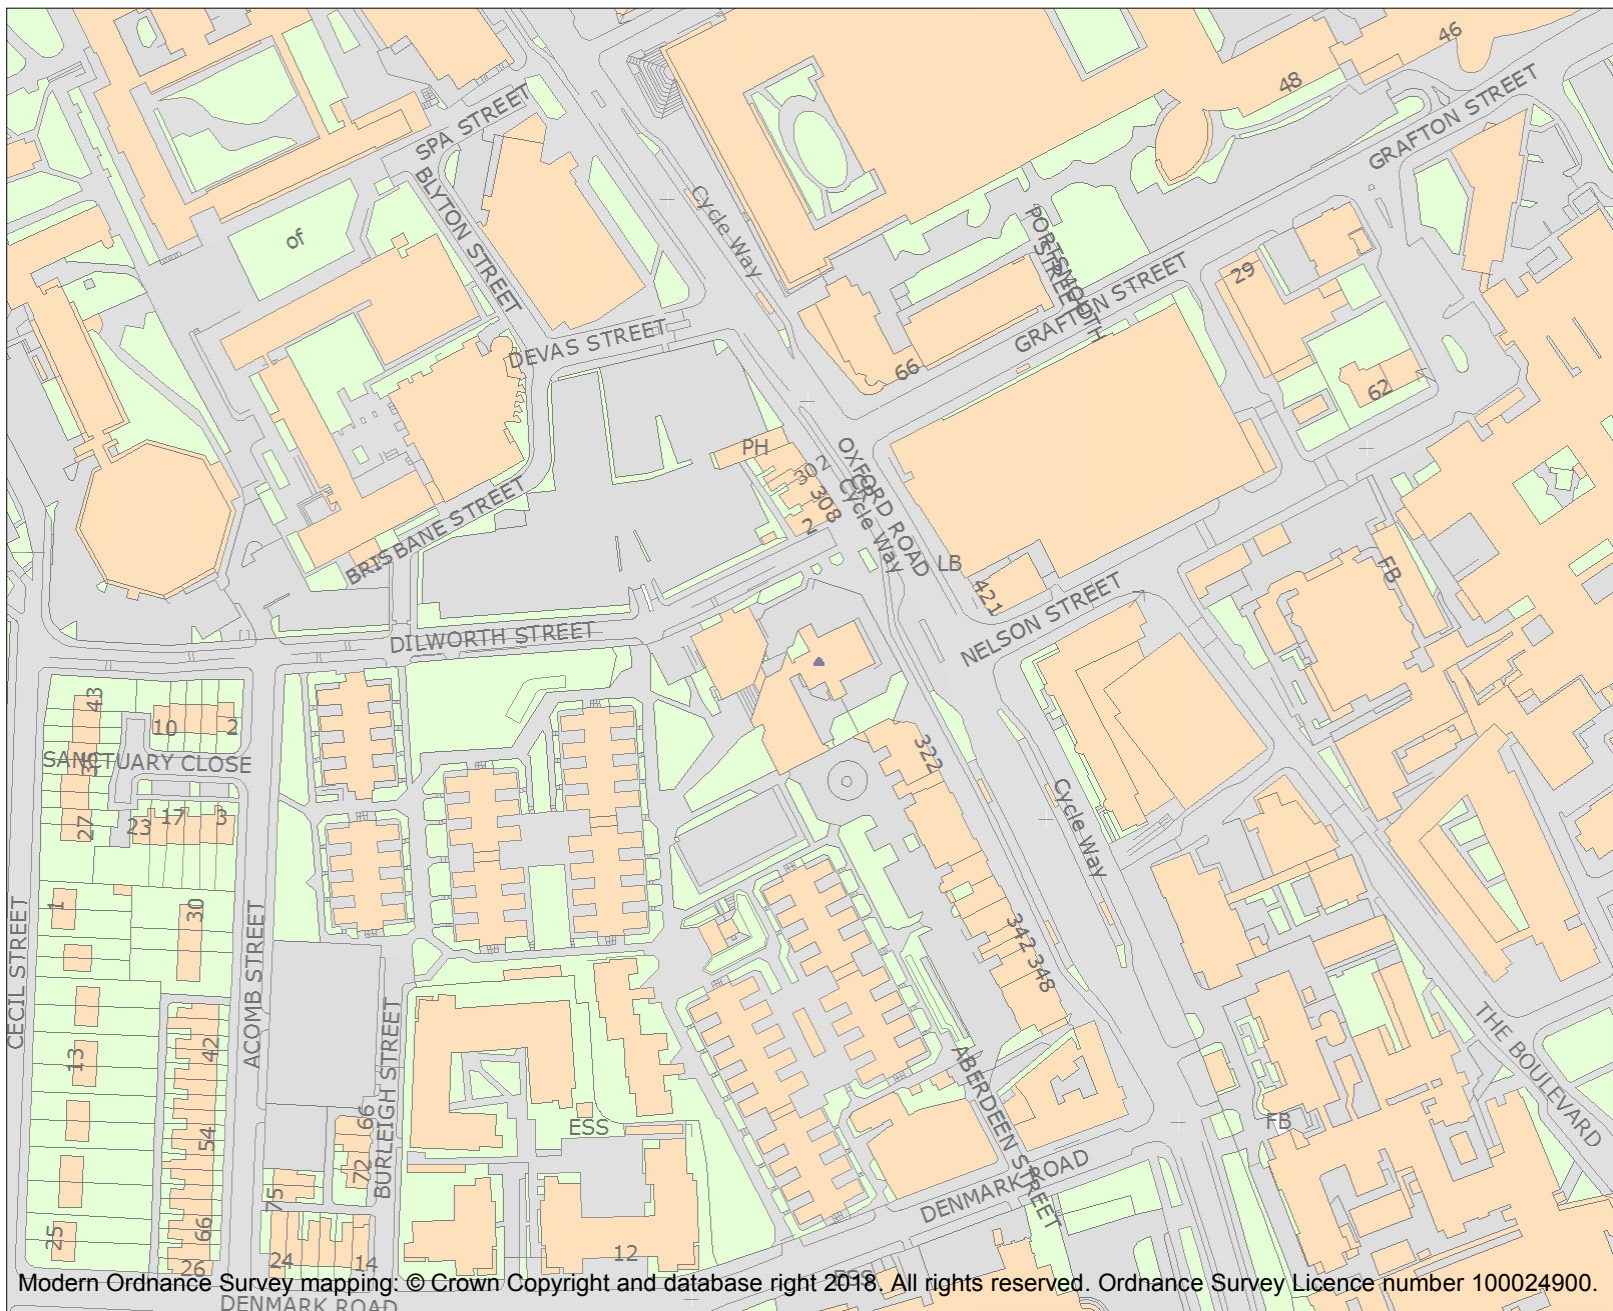 46
48
GRAFTON STREET
SPA STREET
BLYTON STREET
Cycle Way
of
PORTSMOUTH
STREET
GRAFTON STREET
29
DEVAS STREET
66
62
PH
302
308
2
OXFORD ROAD
Cycle Way
BRISBANE STREET
LB
421
FB
NELSON STREET
DILWORTH STREET
43
10
2
SANCTUARY CLOSE
322
27
23
17
3
Cycle Way
1
30
CECIL STREET
ACOMB STREET
342
348
BURLEIGH STREET
13
42
THE BOULEVARD
ABERDEEN STREET
66
54
ESS
FB
72
75
DENMARK ROAD
25
66
26
24
14
12
ESS
Modern Ordnance Survey mapping: © Crown Copyright and database right 2018. All rights reserved. Ordnance Survey Licence number 100024900.
DENMARK ROAD